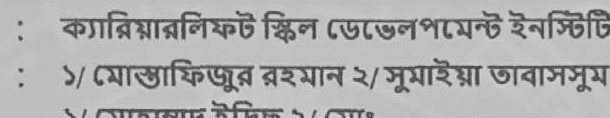 : ক্যারিয়ারলিফট স্কিল ডেভেলপমেন্ট ইনস্টিটি
: ১/ মোস্তাফিজুর রহমান ২/ সুমাইয়া তাবাসসুম